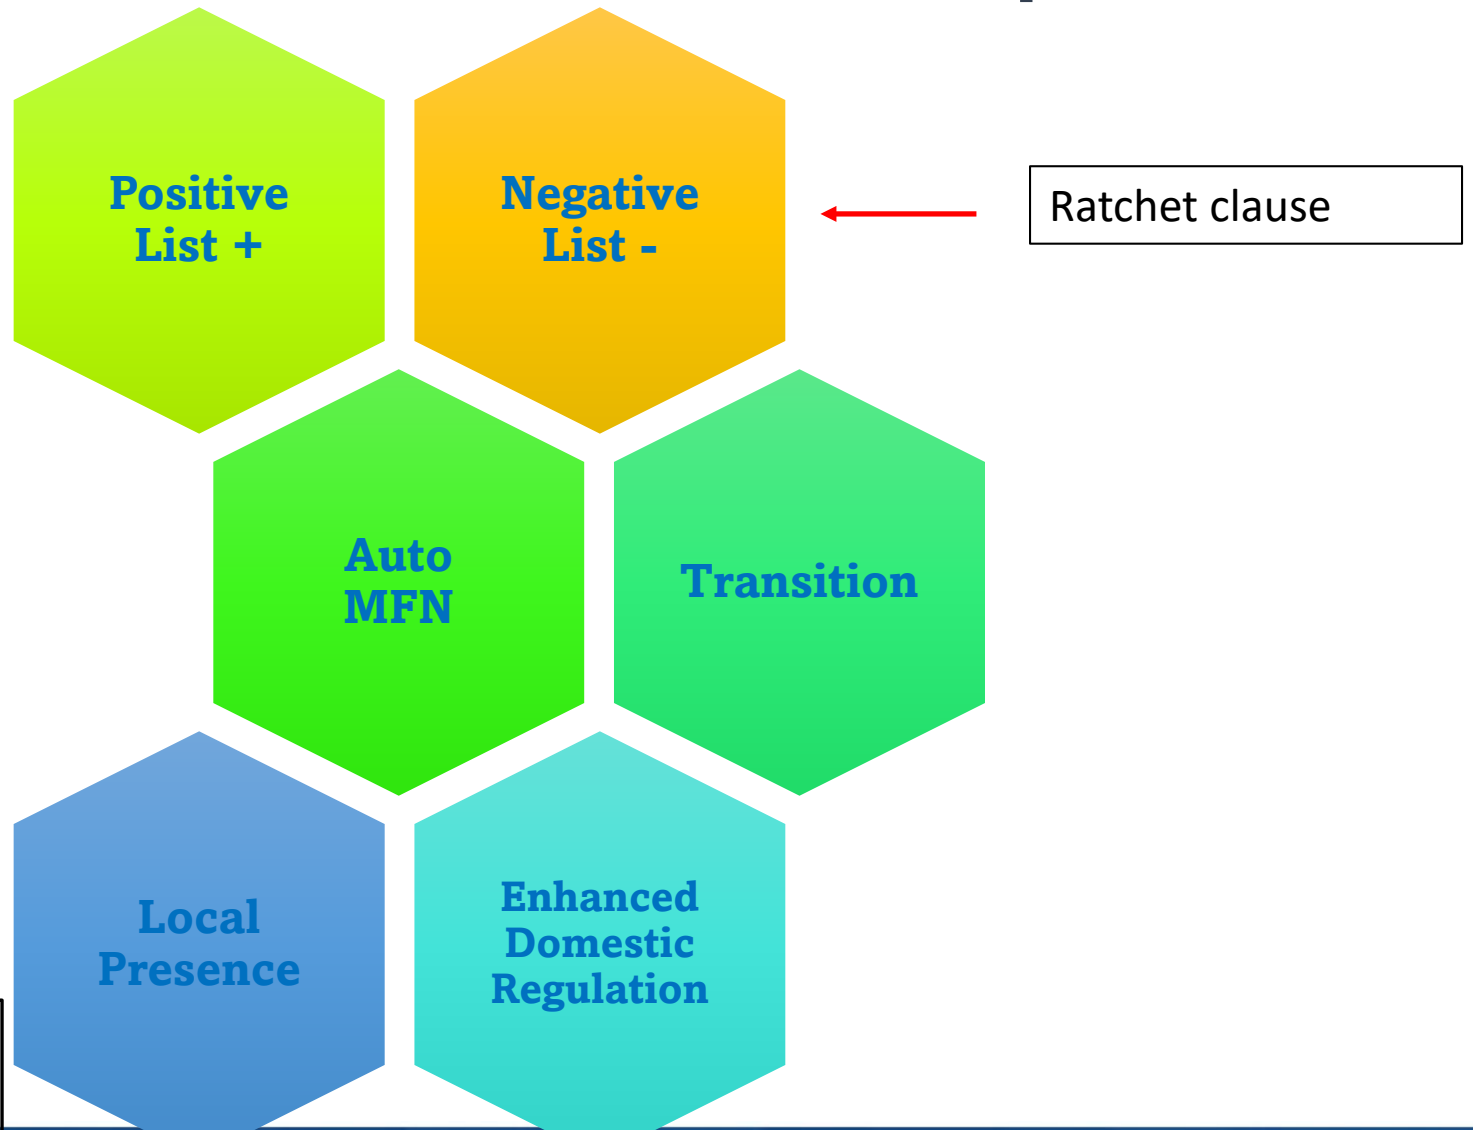 Positive
List +
Negative
List -
Ratchet clause
Auto
MFN
Transition
Local
Presence
Enhanced
Domestic
Regulation